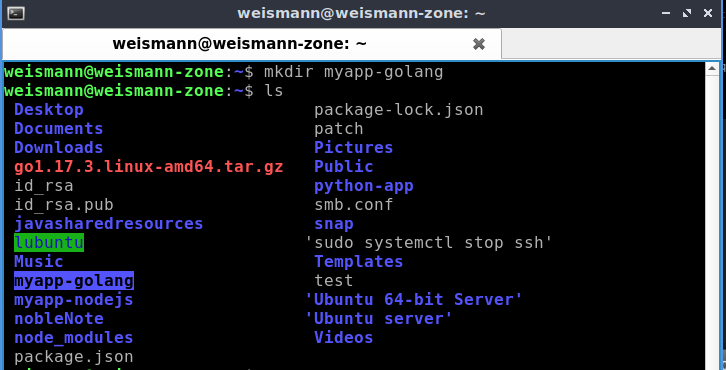 weismann@weismann-zone: ~
weismann@weismann-zone: ~
weismann@weismann-zone:~$ mkdir myapp-golang
weismann@weismann-zone:~$ ls
Desktop package-lock.json
Documents patch
Downloads Pictures
go1.17.3.linux-amd64.tar.gz Public
id_rsa python-app
id_rsa.pub smb.conf
javasharedresources snap
lubuntu 'sudo systemctl stop ssh'
Music Templates
myapp-golang test
myapp-nodejs 'Ubuntu 64-bit Server'
nobleNote 'Ubuntu server'
node_modules Videos
package.json